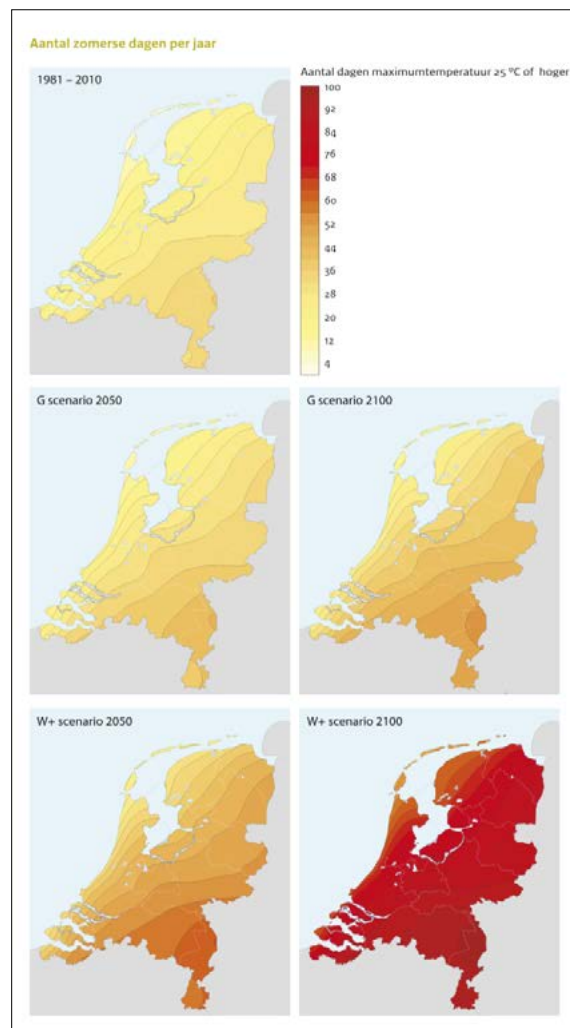 Aantal zomerse dagen per jaar
1981 – 2010
Aantal dagen maximumtemperatuur 25 ºC of hoger
100
92
84
76
68
60
52
44
36
28
20
12
4
G scenario 2050
G scenario 2100
W+ scenario 2050
W+ scenario 2100